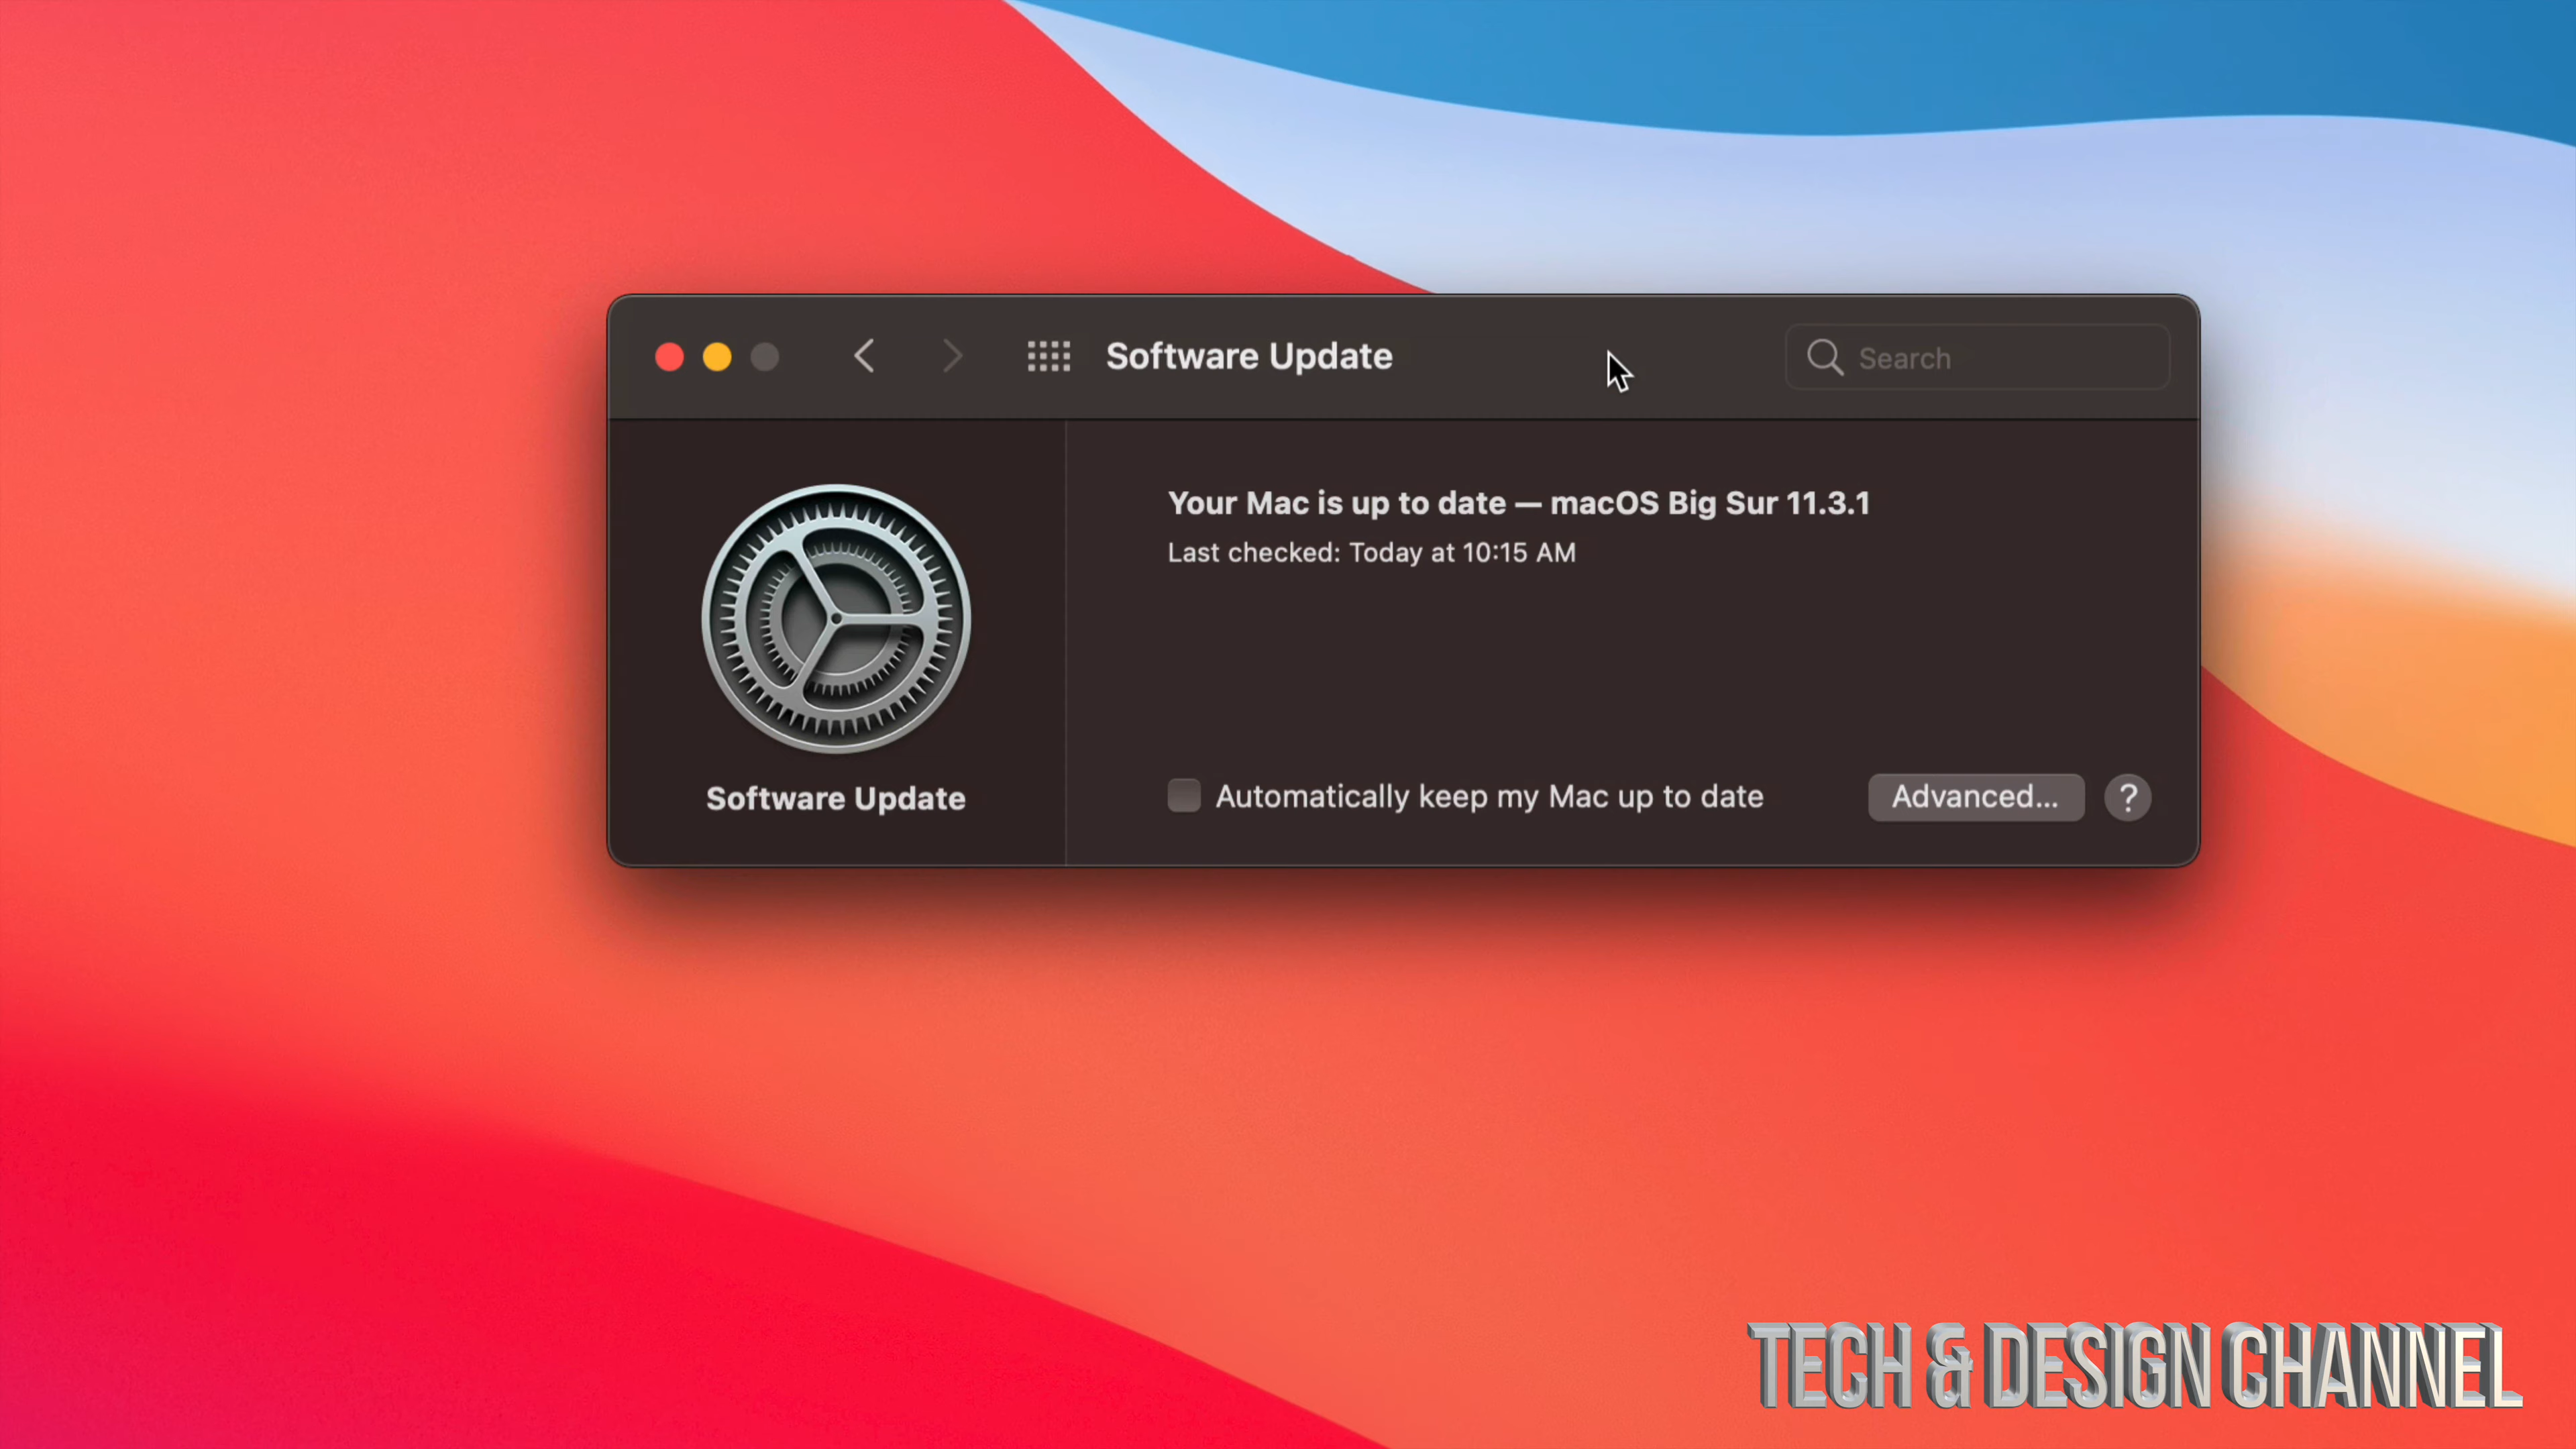 Software Update
Search
Your Mac is up to date — macOS Big Sur 11.3.1
Last checked: Today at 10:15 AM
Software Update
Automatically keep my Mac up to date
Advanced...
?
TECH & DESIGN CHANNEL